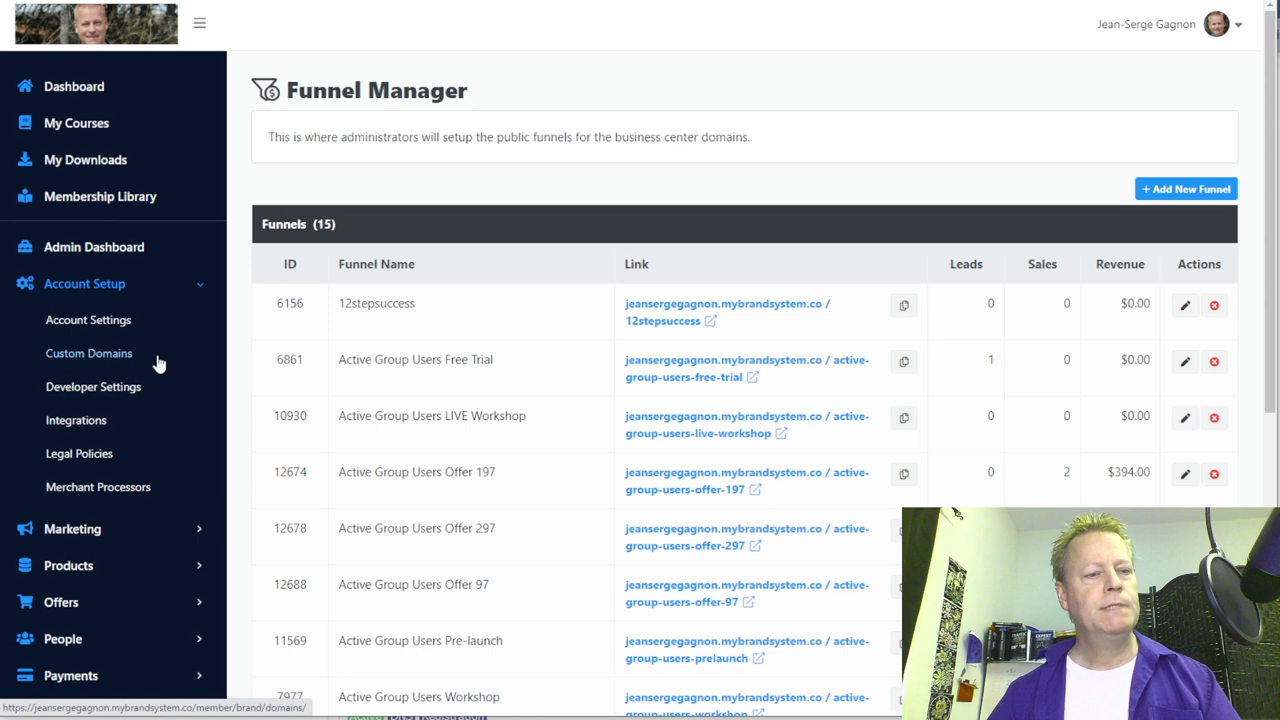 Jean-Serge Gagnon
Dashboard
My Courses
My Downloads
Membership Library
Admin Dashboard
Account Setup
Account Settings
Custom Domains
Developer Settings
Integrations
Legal Policies
Merchant Processors
Marketing
Products
Offers
People
Payments
Funnel Manager
This is where administrators will setup the public funnels for the business center domains.
+ Add New Funnel
Funnels (15)
ID Funnel Name Link Leads Sales Revenue Actions
6156 12stepsuccess jeansergegagnon.mybrandsystem.co / 0 0 $0.00
12stepsuccess
6861 Active Group Users Free Trial jeansergegagnon.mybrandsystem.co / active- 1 0 $0.00
group-users-free-trial
10930 Active Group Users LIVE Workshop jeansergegagnon.mybrandsystem.co / active- 0 0 $0.00
group-users-live-workshop
12674 Active Group Users Offer 197 jeansergegagnon.mybrandsystem.co / active- 0 2 $394.00
group-users-offer-197
12678 Active Group Users Offer 297 jeansergegagnon.mybrandsystem.co / active-
group-users-offer-297
12688 Active Group Users Offer 97 jeansergegagnon.mybrandsystem.co / active-
group-users-offer-97
11569 Active Group Users Pre-launch jeansergegagnon.mybrandsystem.co / active-
group-users-prelaunch
7977 Active Group Users Workshop jeansergegagnon.mybrandsystem.co / active-
group-users-workshop
https://jeansergegagnon.mybrandsystem.co/member/brand/domains/